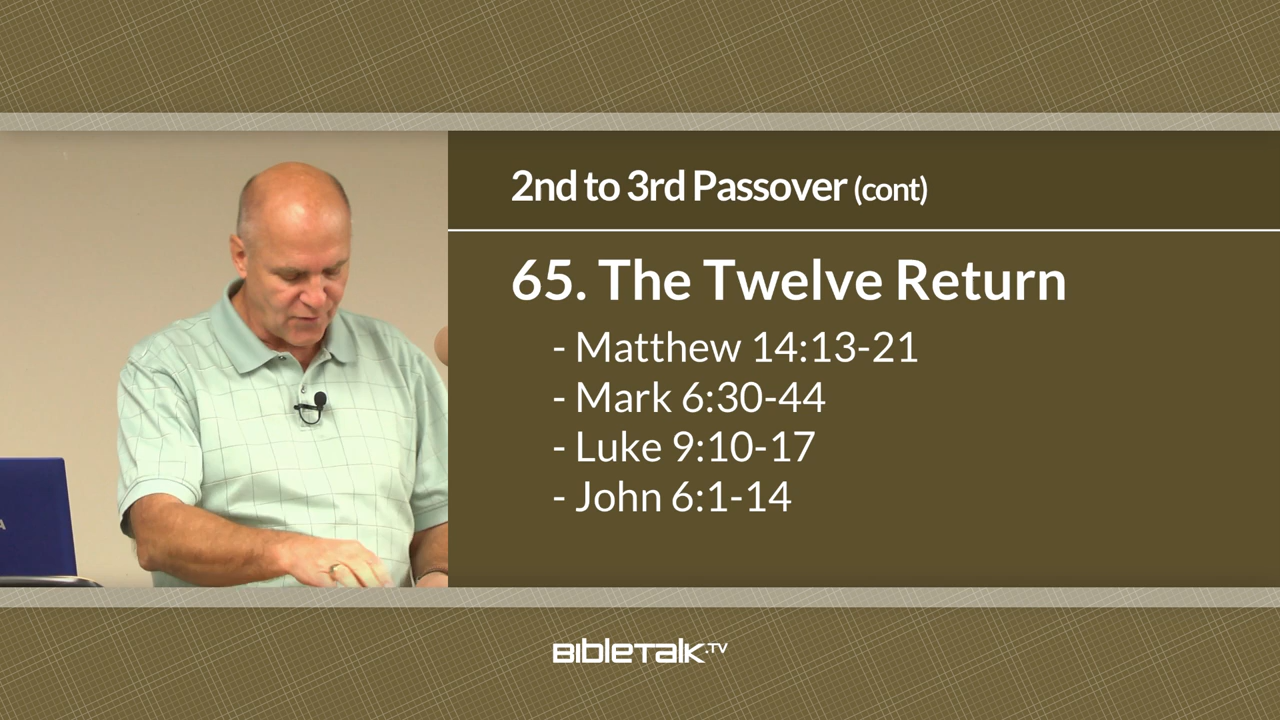 2nd to 3rd Passover (cont)
65. The Twelve Return
- Matthew 14:13-21
- Mark 6:30-44
- Luke 9:10-17
- John 6:1-14
A
BIBLETALK.TV